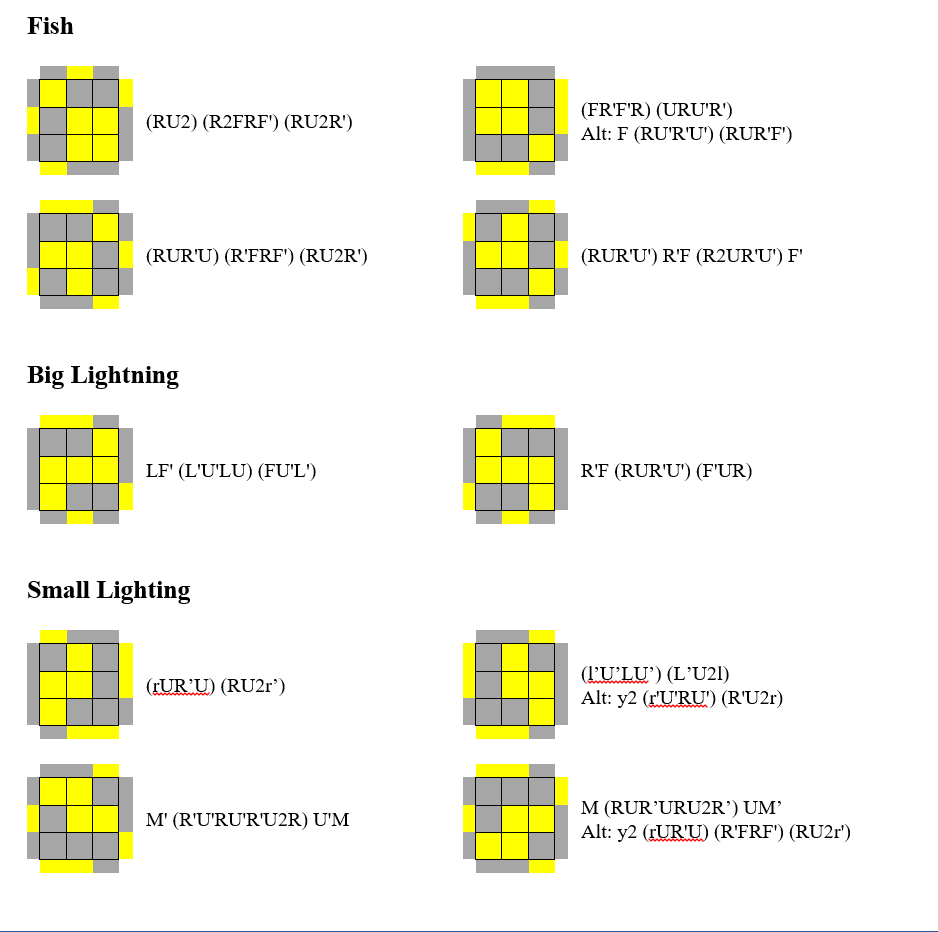 Fish
(RU2) (R2FRF') (RU2R')
(FR'F'R) (URU'R')
Alt: F (RU'R'U') (RUR'F')
(RUR'U) (R'FRF') (RU2R')
(RUR'U') R'F (R2UR'U') F'
Big Lightning
LF' (L'U'LU) (FU'L')
R'F (RUR'U') (F'UR)
Small Lighting
(rUR’U) (RU2r’)
(l’U’LU’) (L’U2l)
Alt: y2 (r'U'RU') (R'U2r)
M' (R'U'RU'R'U2R) U'M
M (RUR’URU2R’) UM’
Alt: y2 (rUR'U) (R'FRF') (RU2r')